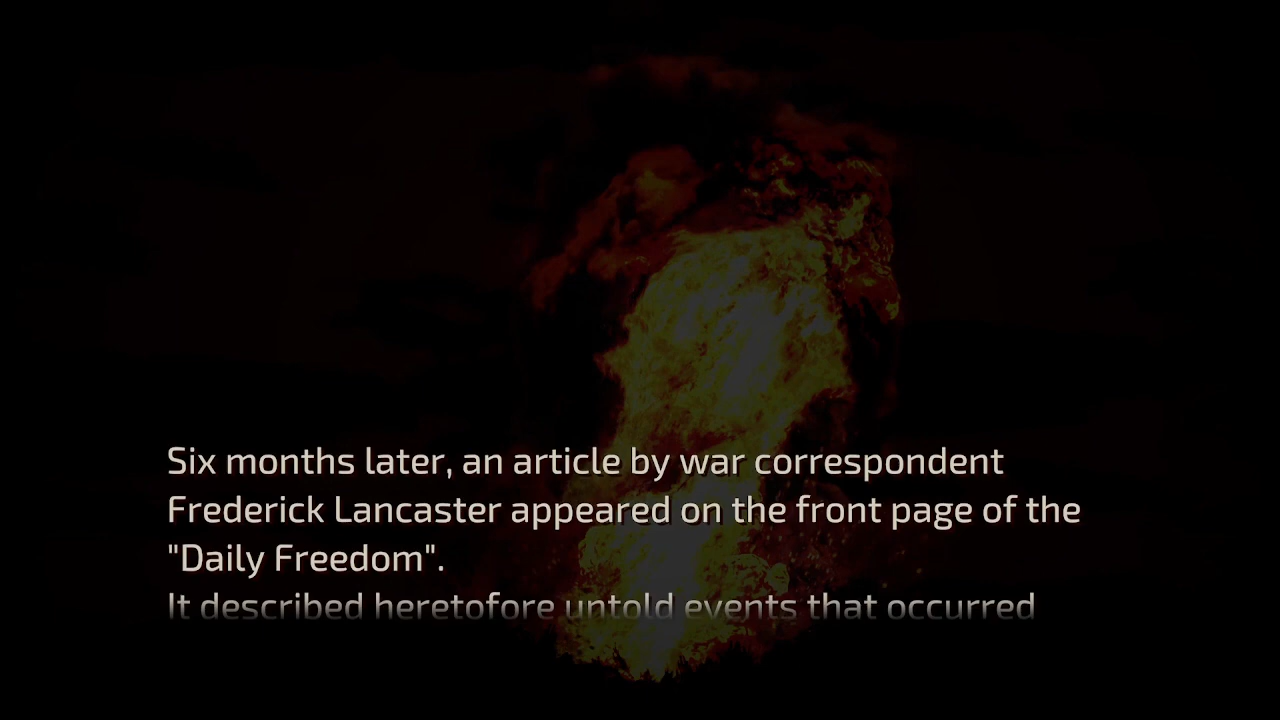 Six months later, an article by war correspondent
Frederick Lancaster appeared on the front page of the
"Daily Freedom".
It described heretofore untold events that occurred